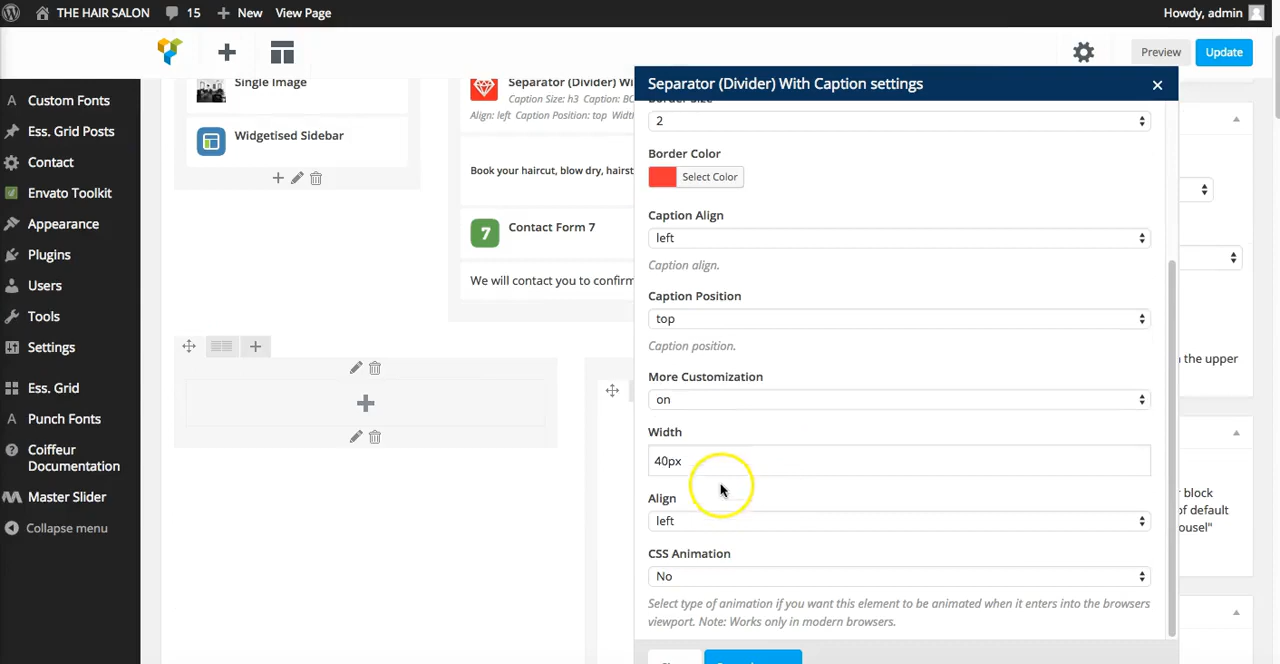 THE HAIR SALON 15 New View Page Howdy, admin
Preview Update
Custom Fonts
Ess. Grid Posts
Contact
Envato Toolkit
Appearance
Plugins
Users
Tools
Settings
Ess. Grid
Punch Fonts
Coiffeur
Documentation
Master Slider
Collapse menu
Single Image
Widgetised Sidebar
Separator (Divider) Wi
Caption Size: h3 Caption: BC
Align: left Caption Position: top Width
Book your haircut, blow dry, hairst
7
Contact Form 7
We will contact you to confirm
Separator (Divider) With Caption settings
Border Size
2
Border Color
Select Color
Caption Align
left
Caption align.
Caption Position
top
Caption position.
More Customization
on
Width
40px
Align
left
CSS Animation
No
Select type of animation if you want this element to be animated when it enters into the browsers
viewport. Note: Works only in modern browsers.
n the upper
r block
of default
ousel"